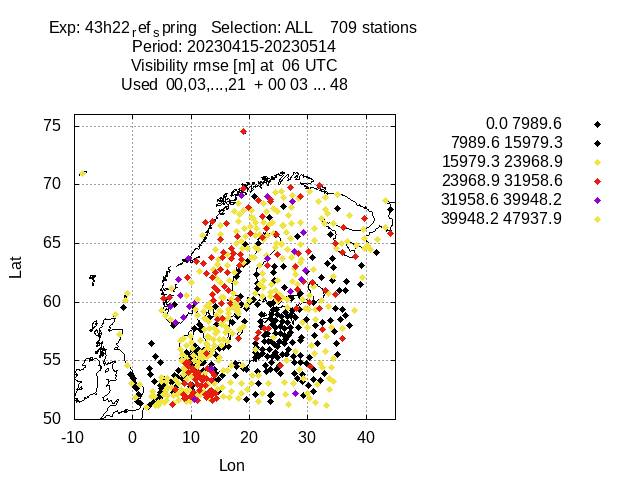 Exp: 43h22refspring Selection: ALL 709 stations
Period: 20230415-20230514
Visibility rmse [m] at 06 UTC
Used 00,03,...,21 + 00 03 ... 48
0.0 7989.6
7989.6 15979.3
15979.3 23968.9
23968.9 31958.6
31958.6 39948.2
39948.2 47937.9
75
70
65
60
55
50
Lat
-10 0 10 20 30 40
Lon